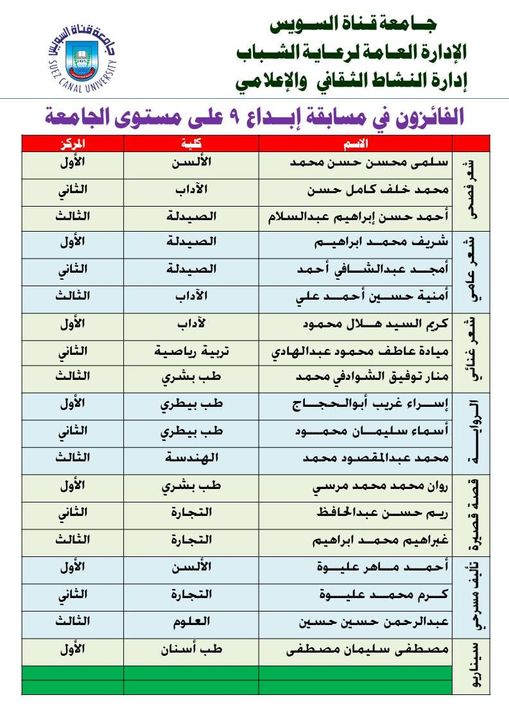 جامعة قناة السويس
الإدارة العامة لرعاية الشباب
إدارة النشاط الثقافي والإعلامي
جامعة قناة السويس
SUEZ CANAL UNIVERSITY
الفائزون في مسابقة إبداع ٩ على مستوى الجامعة
الاسم كلية المركز
شعر فصحى
سلمى محسن حسن محمد الألسن الأول
محمد خلف كامل حسن الآداب الثاني
أحمد حسن إبراهيم عبدالسلام الصيدلة الثالث
شعر عامي
شريف محمد ابراهيم الصيدلة الأول
أمجد عبدالشافي أحمد الصيدلة الثاني
أمنية حسين أحمد علي الآداب الثالث
شعر غنائي
كريم السيد هلال محمود لآداب الأول
ميادة عاطف محمود عبدالهادي تربية رياصية الثاني
منار توفيق الشوادفي محمد طب بشري الثالث
الرواية
إسراء غريب أبوالحجاج طب بيطري الأول
أسماء سليمان محمود طب بيطري الثاني
محمد عبدالمقصود محمد الهندسة الثالث
قصة قصيرة
روان محمد محمد مرسي طب بشري الأول
ريم حسن عبدالحافظ التجارة الثاني
غبراهيم محمد ابراهيم التجارة الثالث
تأليف مسرحي
أحمد ماهر عليوة الألسن الأول
كرم محمد عليوة التجارة الثاني
عبدالرحمن حسين حسين العلوم الثالث
سيناريو
مصطفى سليمان مصطفى طب أسنان الأول